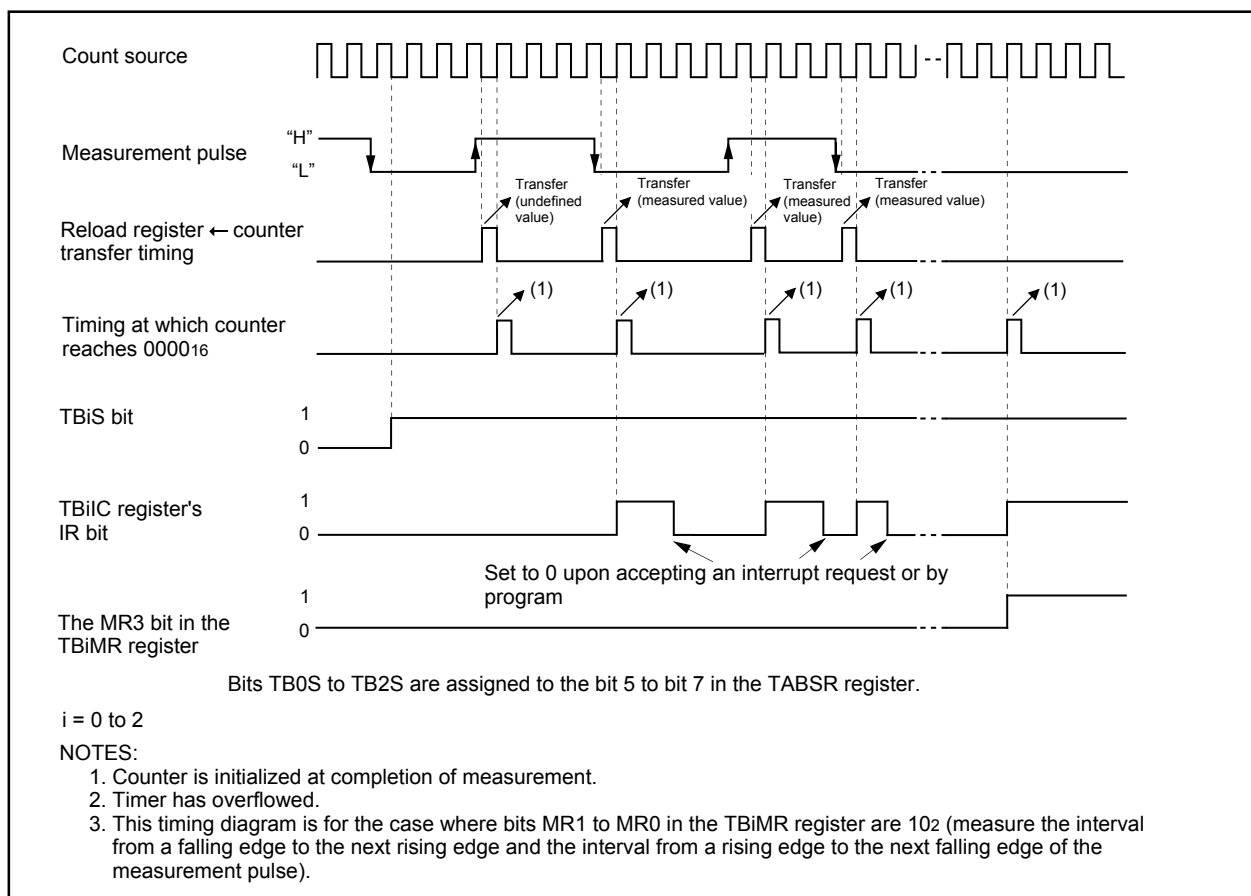 Count source
"H"
Measurement pulse
"L"
Transfer
(undefined
value)
Transfer
(measured value)
Transfer
(measured
value)
Transfer
(measured value)
Reload register ← counter
transfer timing
(1)
(1)
(1)
(1)
(1)
Timing at which counter
reaches 000016
TBiS bit
1
0
TBiIC register's
IR bit
1
0
Set to 0 upon accepting an interrupt request or by
program
1
The MR3 bit in the
TBiMR register
0
Bits TB0S to TB2S are assigned to the bit 5 to bit 7 in the TABSR register.
i = 0 to 2
NOTES:
1. Counter is initialized at completion of measurement.
2. Timer has overflowed.
3. This timing diagram is for the case where bits MR1 to MR0 in the TBiMR register are 102 (measure the interval
from a falling edge to the next rising edge and the interval from a rising edge to the next falling edge of the
measurement pulse).